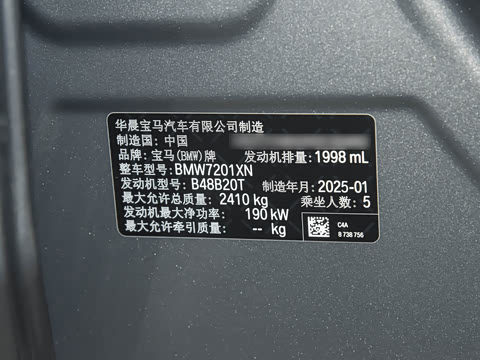 华晨宝马汽车有限公司制造
制造国：中国
品牌：宝马(BMW)牌 发动机排量：1998 mL
整车型号：BMW7201XN
发动机型号：B48B20T 制造年月：2025-01
最大允许总质量：2410 kg 乘坐人数：5
发动机最大净功率：190 kW
最大允许牵引质量：-- kg
C4A
8 738 756